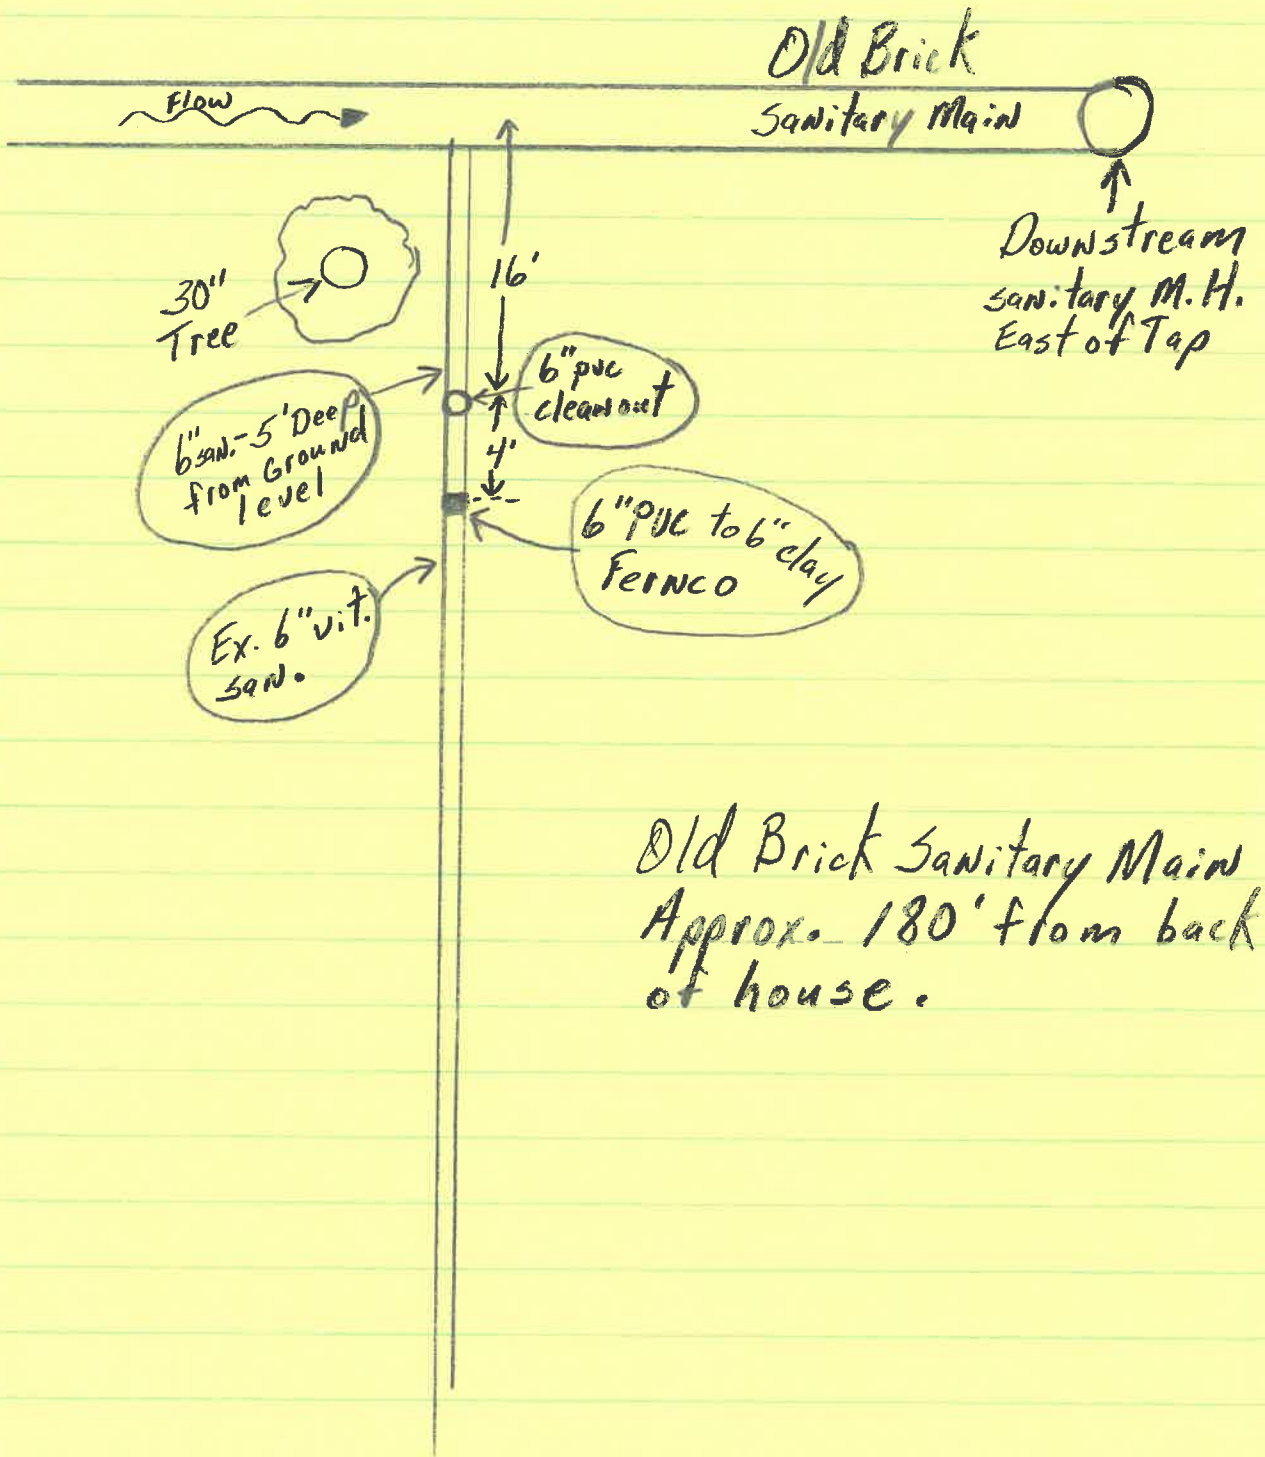 Old Brick
Sanitary Main
Flow
Downstream
sanitary M.H.
East of Tap
30"
Tree
16'
6" pvc
cleanout
4'
6" san.-5' Deep
from Ground
level
6" PVC to 6" clay
Fernco
Ex. 6" vit.
san.
Old Brick Sanitary Main
Approx. 180' from back
of house.